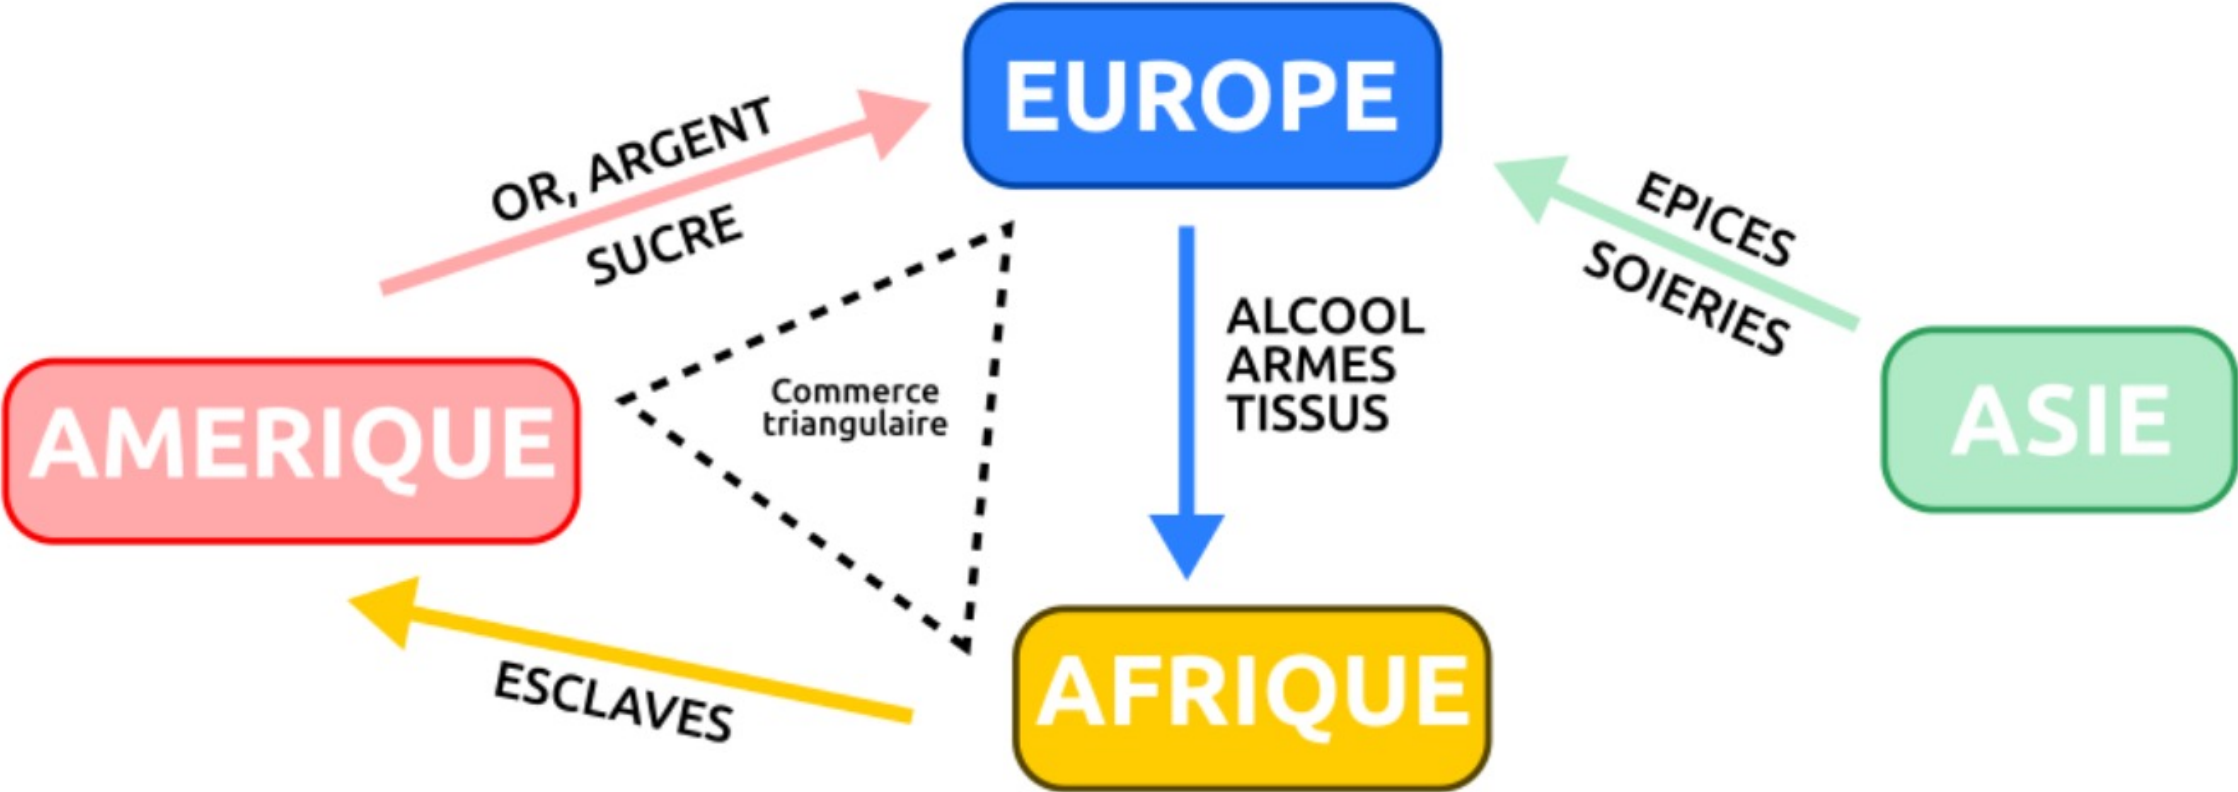 EUROPE
OR, ARGENT
SUCRE
EPICES
SOIERIES
ALCOOL
ARMES
TISSUS
Commerce
triangulaire
AMERIQUE
ASIE
ESCLAVES
AFRIQUE